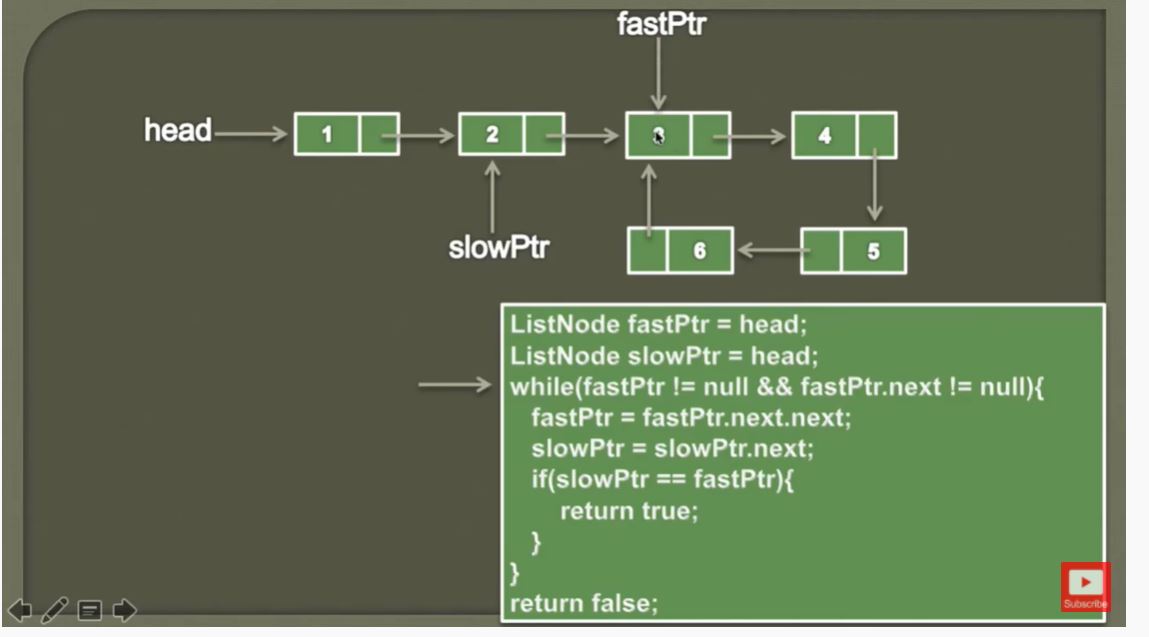 fastPtr
head
1
2
3
4
slowPtr
6
5
ListNode fastPtr = head;
ListNode slowPtr = head;
while(fastPtr != null && fastPtr.next != null){
fastPtr = fastPtr.next.next;
slowPtr = slowPtr.next;
if(slowPtr == fastPtr){
return true;
}
}
return false;
Subscribe